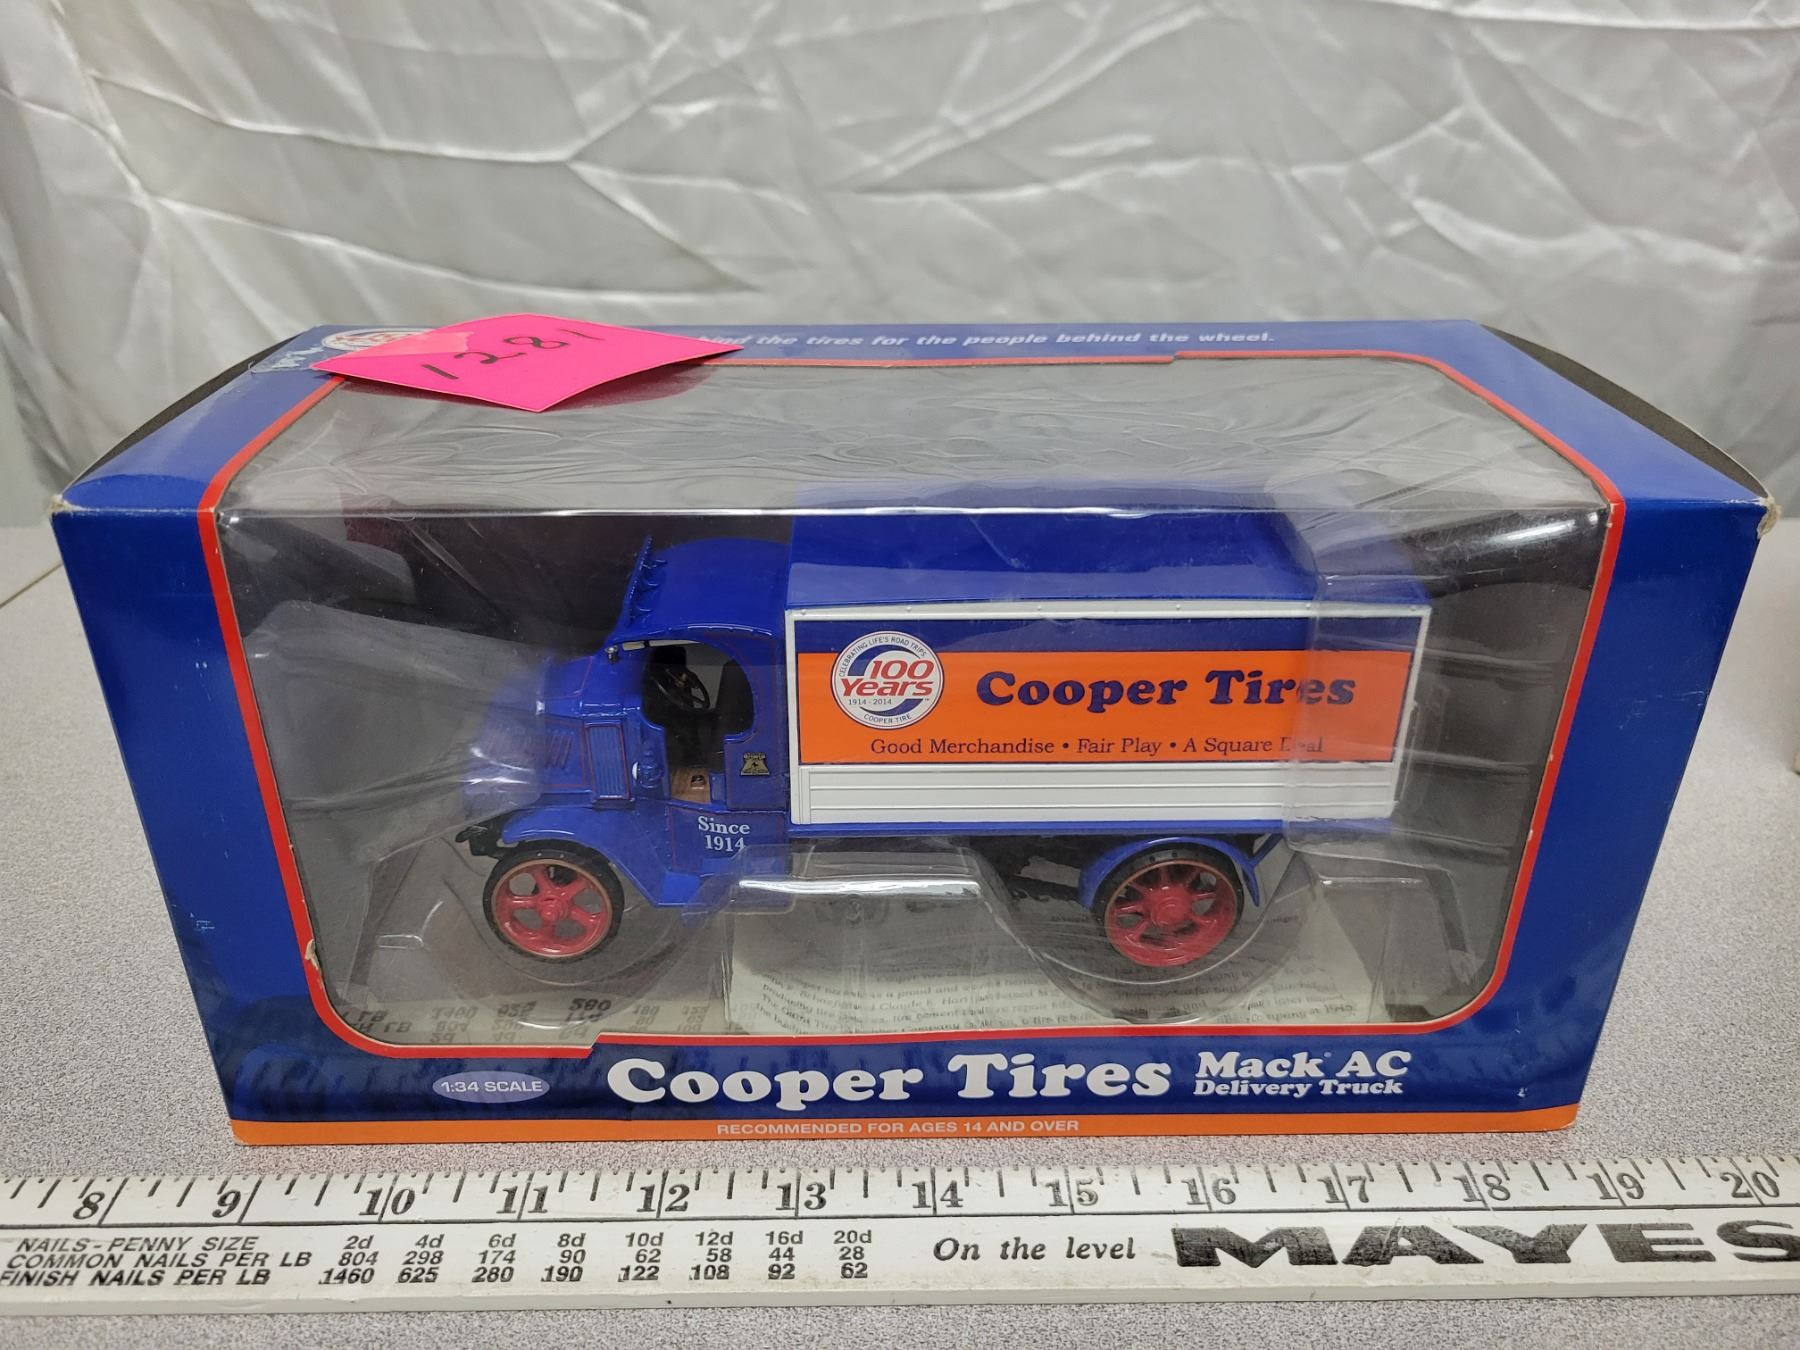 1281
the tires for the people behind the wheel.
CELEBRATING LIFE'S ROAD TRIPS
100
Years
1914-2014
COOPER TIRE
Cooper Tires
Good Merchandise • Fair Play • A Square Deal
Since
1914
1:34 SCALE
Cooper Tires Mack AC
Delivery Truck
RECOMMENDED FOR AGES 14 AND OVER
8 9 10 11 12 13 14 15 16 17 18 19 20
NAILS - PENNY SIZE 2d 4d 6d 8d 10d 12d 16d 20d
COMMON NAILS PER LB 804 298 174 90 62 58 44 28
FINISH NAILS PER LB 1460 625 280 190 122 108 92 62
On the level MAYES